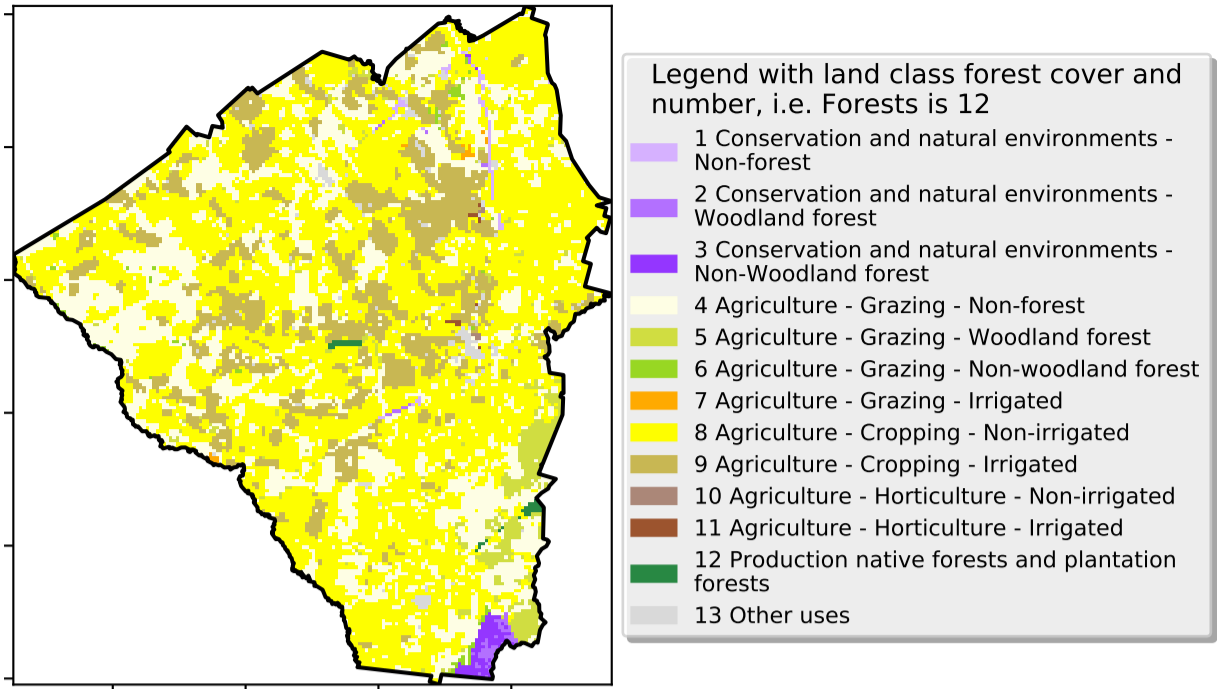 Legend with land class forest cover and
number, i.e. Forests is 12
1 Conservation and natural environments -
Non-forest
2 Conservation and natural environments -
Woodland forest
3 Conservation and natural environments -
Non-Woodland forest
4 Agriculture - Grazing - Non-forest
5 Agriculture - Grazing - Woodland forest
6 Agriculture - Grazing - Non-woodland forest
7 Agriculture - Grazing - Irrigated
8 Agriculture - Cropping - Non-irrigated
9 Agriculture - Cropping - Irrigated
10 Agriculture - Horticulture - Non-irrigated
11 Agriculture - Horticulture - Irrigated
12 Production native forests and plantation
forests
13 Other uses